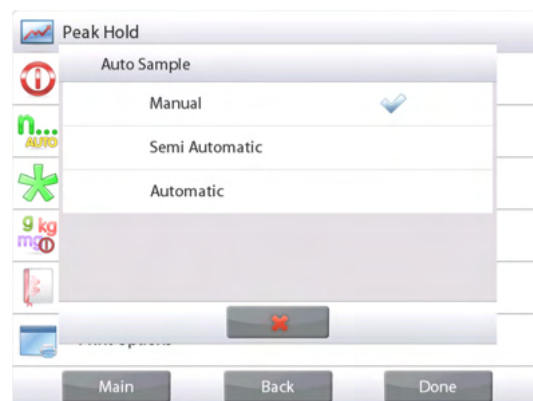 Peak Hold
Auto Sample
Manual
n...
AUTO
Semi Automatic
Automatic
g kg
mg
Main
Back
Done